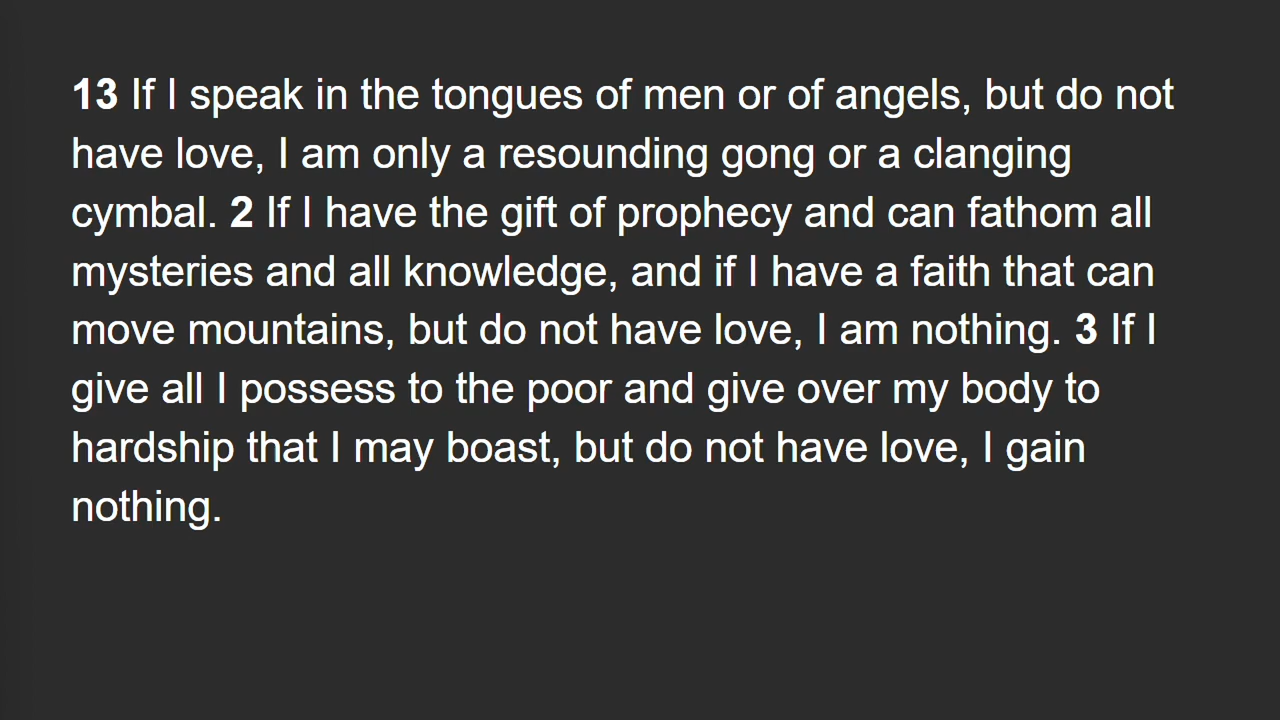 13 If I speak in the tongues of men or of angels, but do not
have love, I am only a resounding gong or a clanging
cymbal. 2 If I have the gift of prophecy and can fathom all
mysteries and all knowledge, and if I have a faith that can
move mountains, but do not have love, I am nothing. 3 If I
give all I possess to the poor and give over my body to
hardship that I may boast, but do not have love, I gain
nothing.